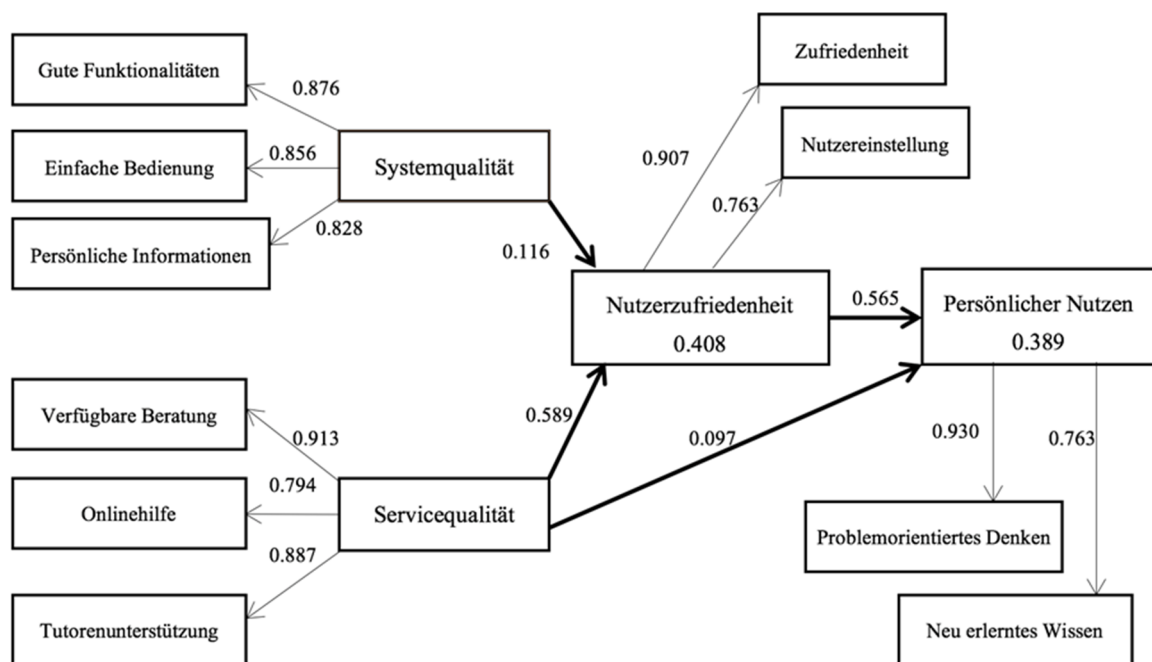 Zufriedenheit
Gute Funktionalitäten
0.876
Nutzereinstellung
0.856
0.907
Einfache Bedienung
Systemqualität
0.763
0.828
Persönliche Informationen
0.116
0.565
Nutzerzufriedenheit
0.408
Persönlicher Nutzen
0.389
Verfügbare Beratung
0.913
0.589
0.097
0.930
0.763
0.794
Onlinehilfe
Servicequalität
Problemorientiertes Denken
0.887
Tutorenunterstützung
Neu erlerntes Wissen